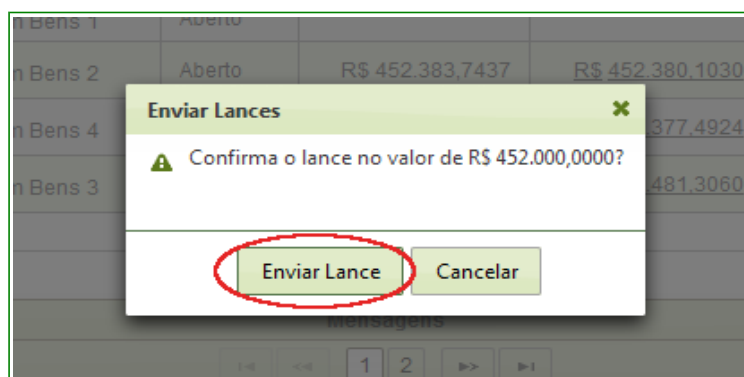 m Bens 1 Aberto
m Bens 2 Aberto R$ 452.383,7437 R$ 452.380,1030
Enviar Lances
m Bens 4 .377,4924
Confirma o lance no valor de R$ 452.000,0000?
m Bens 3 .481,3060
Enviar Lance Cancelar
Mensagens
1 2